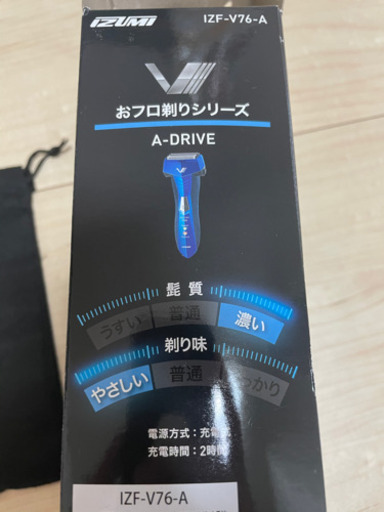 IZUMI IZF-V76-A
おフロ剃りシリーズ
A-DRIVE
髭 質
うすい 普通 濃い
剃り味
やさしい 普通
電源方式：充電
充電時間：2時間
IZF-V76-A